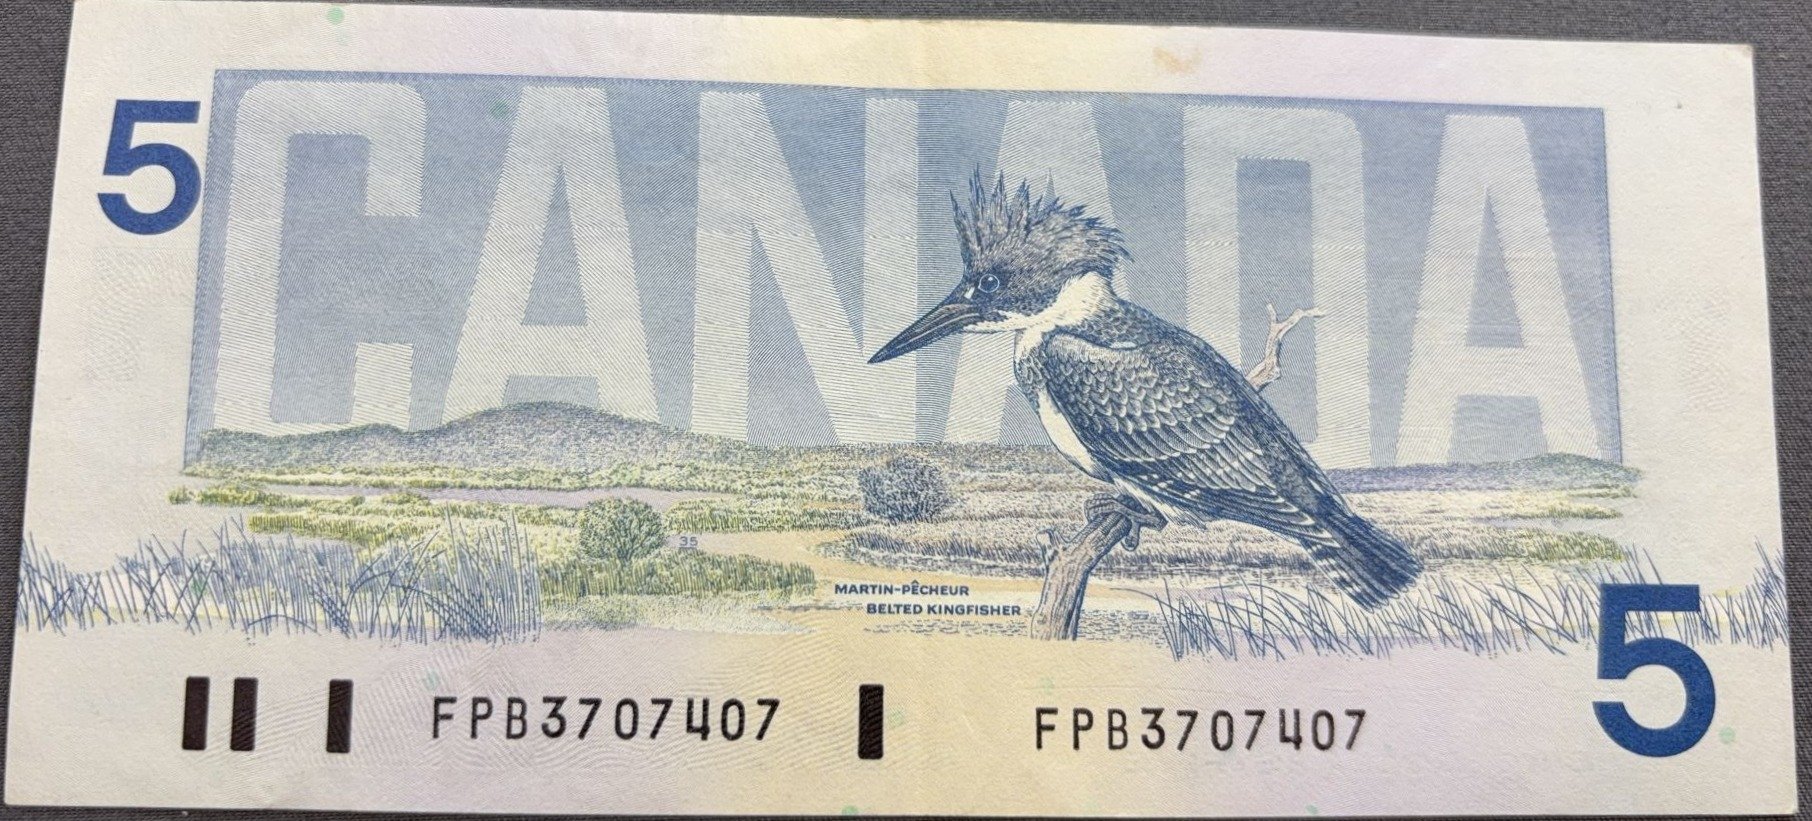 5
CANADA
35
MARTIN-PÊCHEUR
BELTED KINGFISHER
FPB3707407 FPB3707407
5